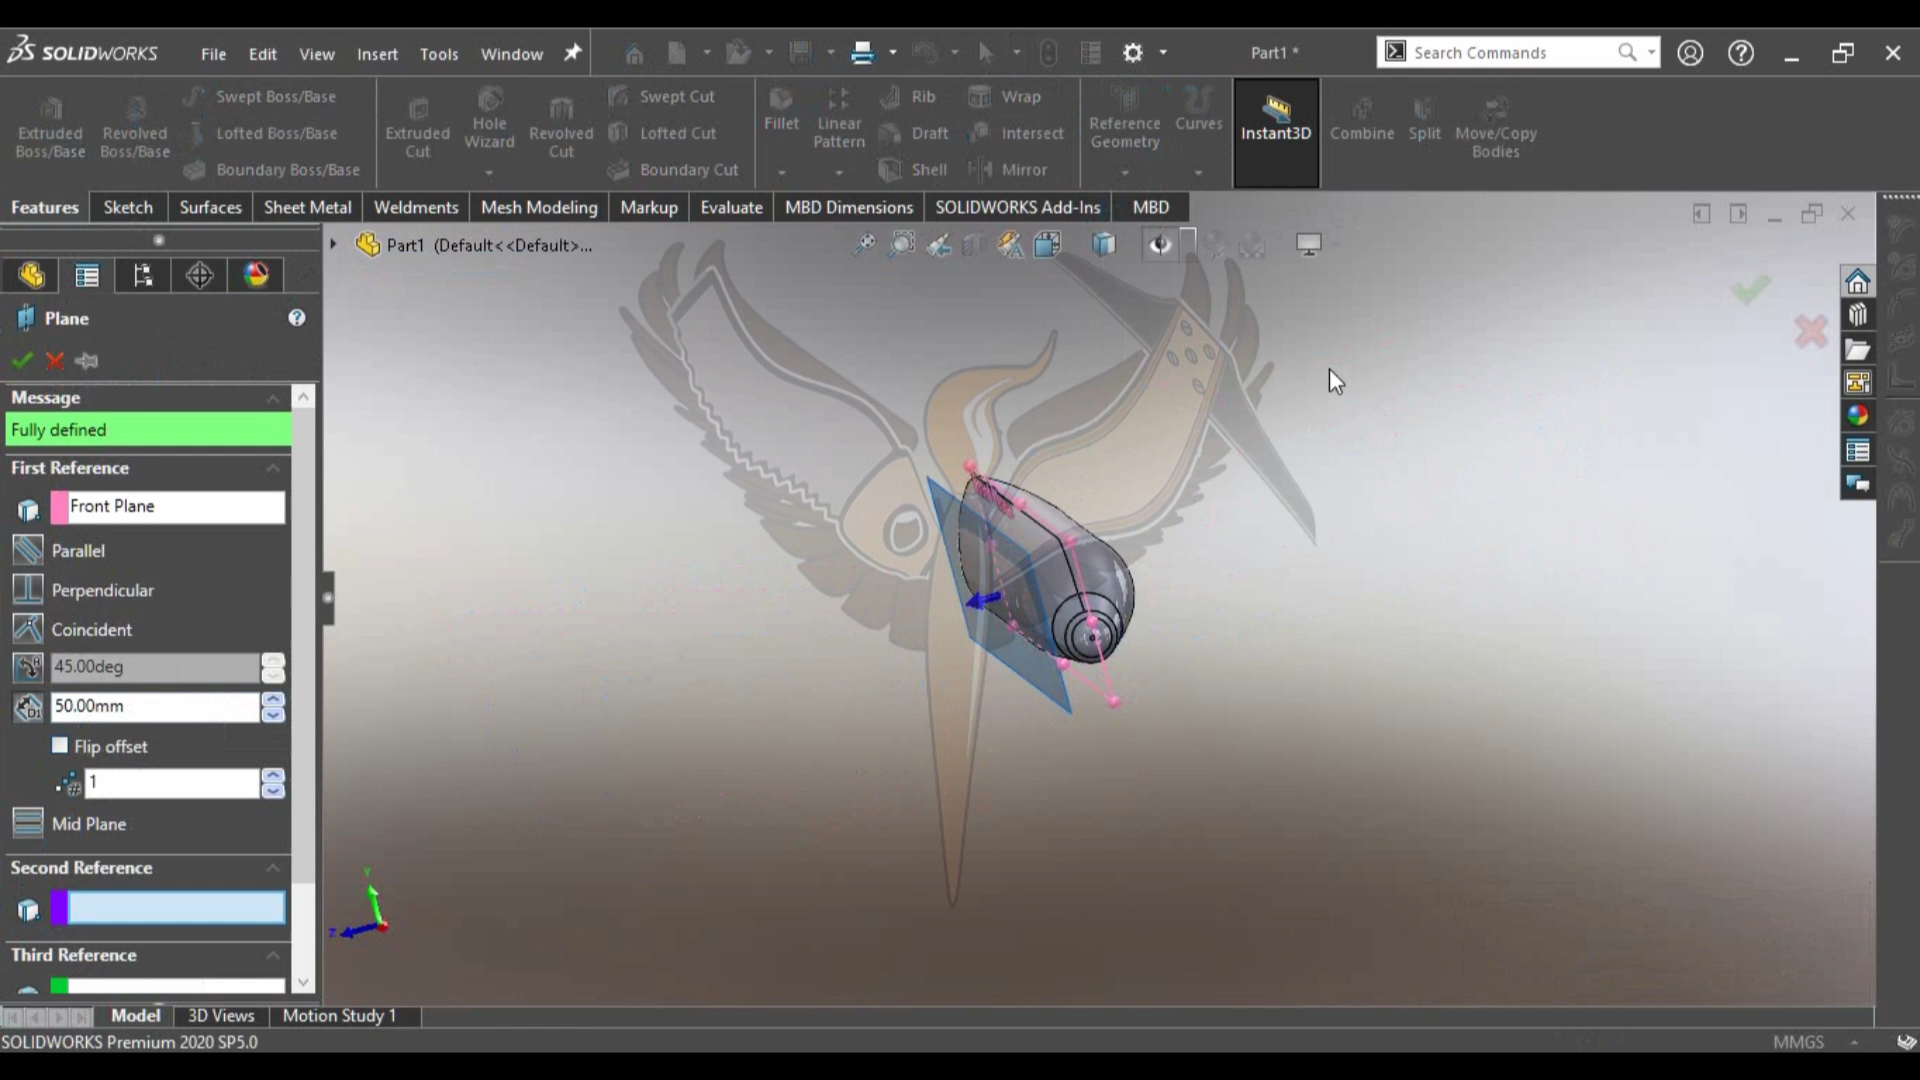 SOLIDWORKS File Edit View Insert Tools Window Part1 * Search Commands
Extruded Boss/Base
Revolved Boss/Base
Swept Boss/Base
Lofted Boss/Base
Boundary Boss/Base
Extruded Cut
Hole Wizard
Revolved Cut
Swept Cut
Lofted Cut
Boundary Cut
Fillet
Linear Pattern
Rib
Draft
Shell
Wrap
Intersect
Mirror
Reference Geometry
Curves
Instant3D
Combine
Split
Move/Copy Bodies
Features Sketch Surfaces Sheet Metal Weldments Mesh Modeling Markup Evaluate MBD Dimensions SOLIDWORKS Add-Ins MBD
Part1 (Default<<Default>...
Plane
Message
Fully defined
First Reference
Front Plane
Parallel
Perpendicular
Coincident
45.00deg
50.00mm
Flip offset
1
Mid Plane
Second Reference
Third Reference
Y
Z
Model 3D Views Motion Study 1
SOLIDWORKS Premium 2020 SP5.0 MMGS